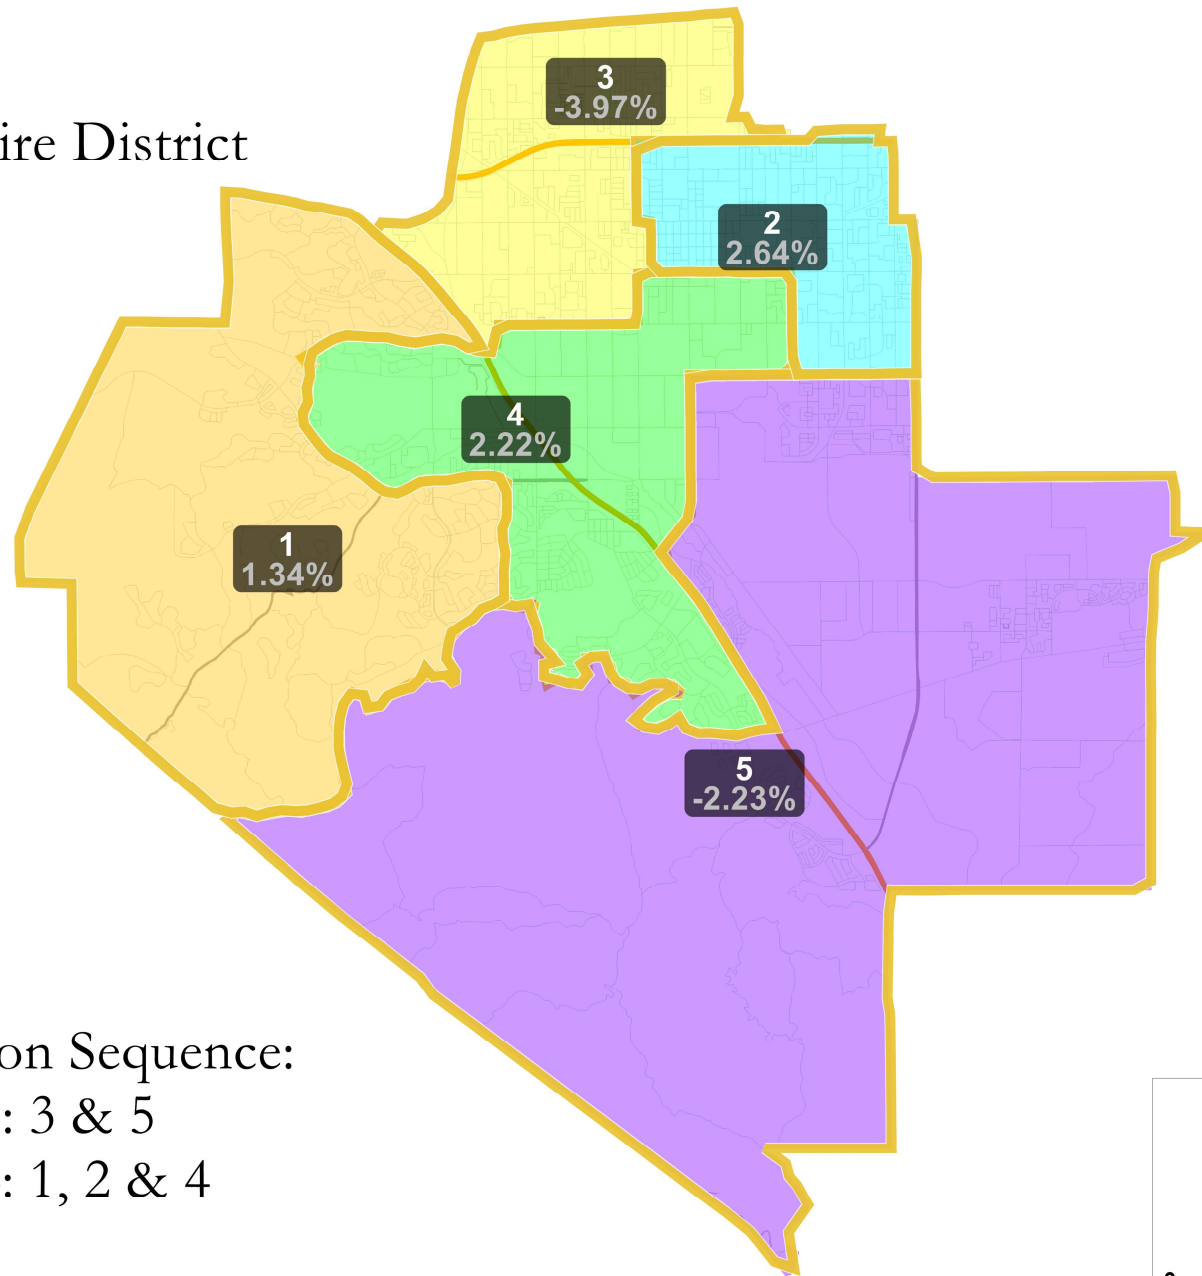 3
-3.97%
ire District
2
2.64%
4
2.22%
1
1.34%
5
-2.23%
on Sequence:
: 3 & 5
: 1, 2 & 4